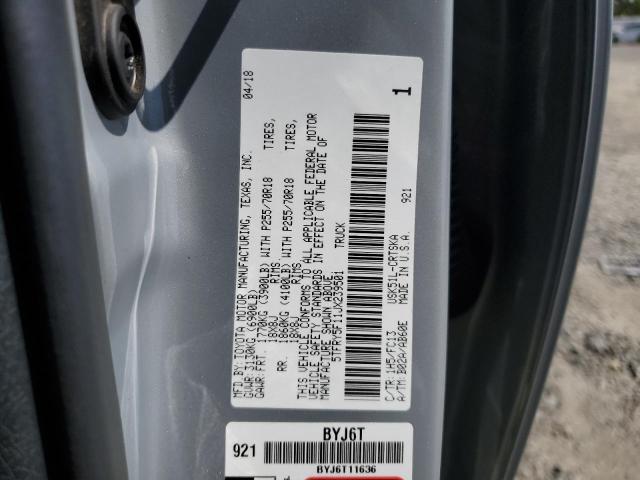 MFD.BY:TOYOTA MOTOR MANUFACTURING, TEXAS, INC. 04/18
GVWR:3130KG(6900LB)
GAWR:FRT. 1770KG(3900LB) WITH P255/70R18 TIRES,
18X8J RIMS
RR. 1860KG(4100LB) WITH P255/70R18 TIRES,
18X8J RIMS
THIS VEHICLE CONFORMS TO ALL APPLICABLE FEDERAL MOTOR
VEHICLE SAFETY STANDARDS IN EFFECT ON THE DATE OF
MANUFACTURE SHOWN ABOVE.
5TFRY5F11JX239501 TRUCK
C/TR:1H5/FC13 USK51L-CRTSKA
A/TM:B02A/AB60E MADE IN U.S.A. 921
1
BYJ6T
921
BYJ6T11636